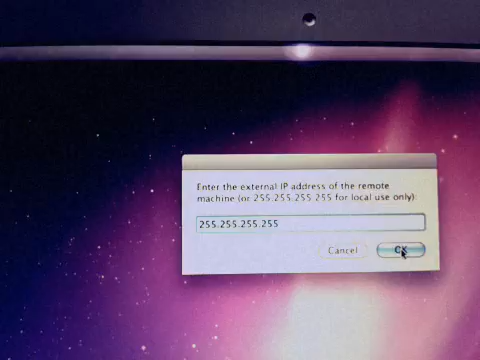 Enter the external IP address of the remote
machine (or 255.255.255.255 for local use only):
255.255.255.255
Cancel
OK